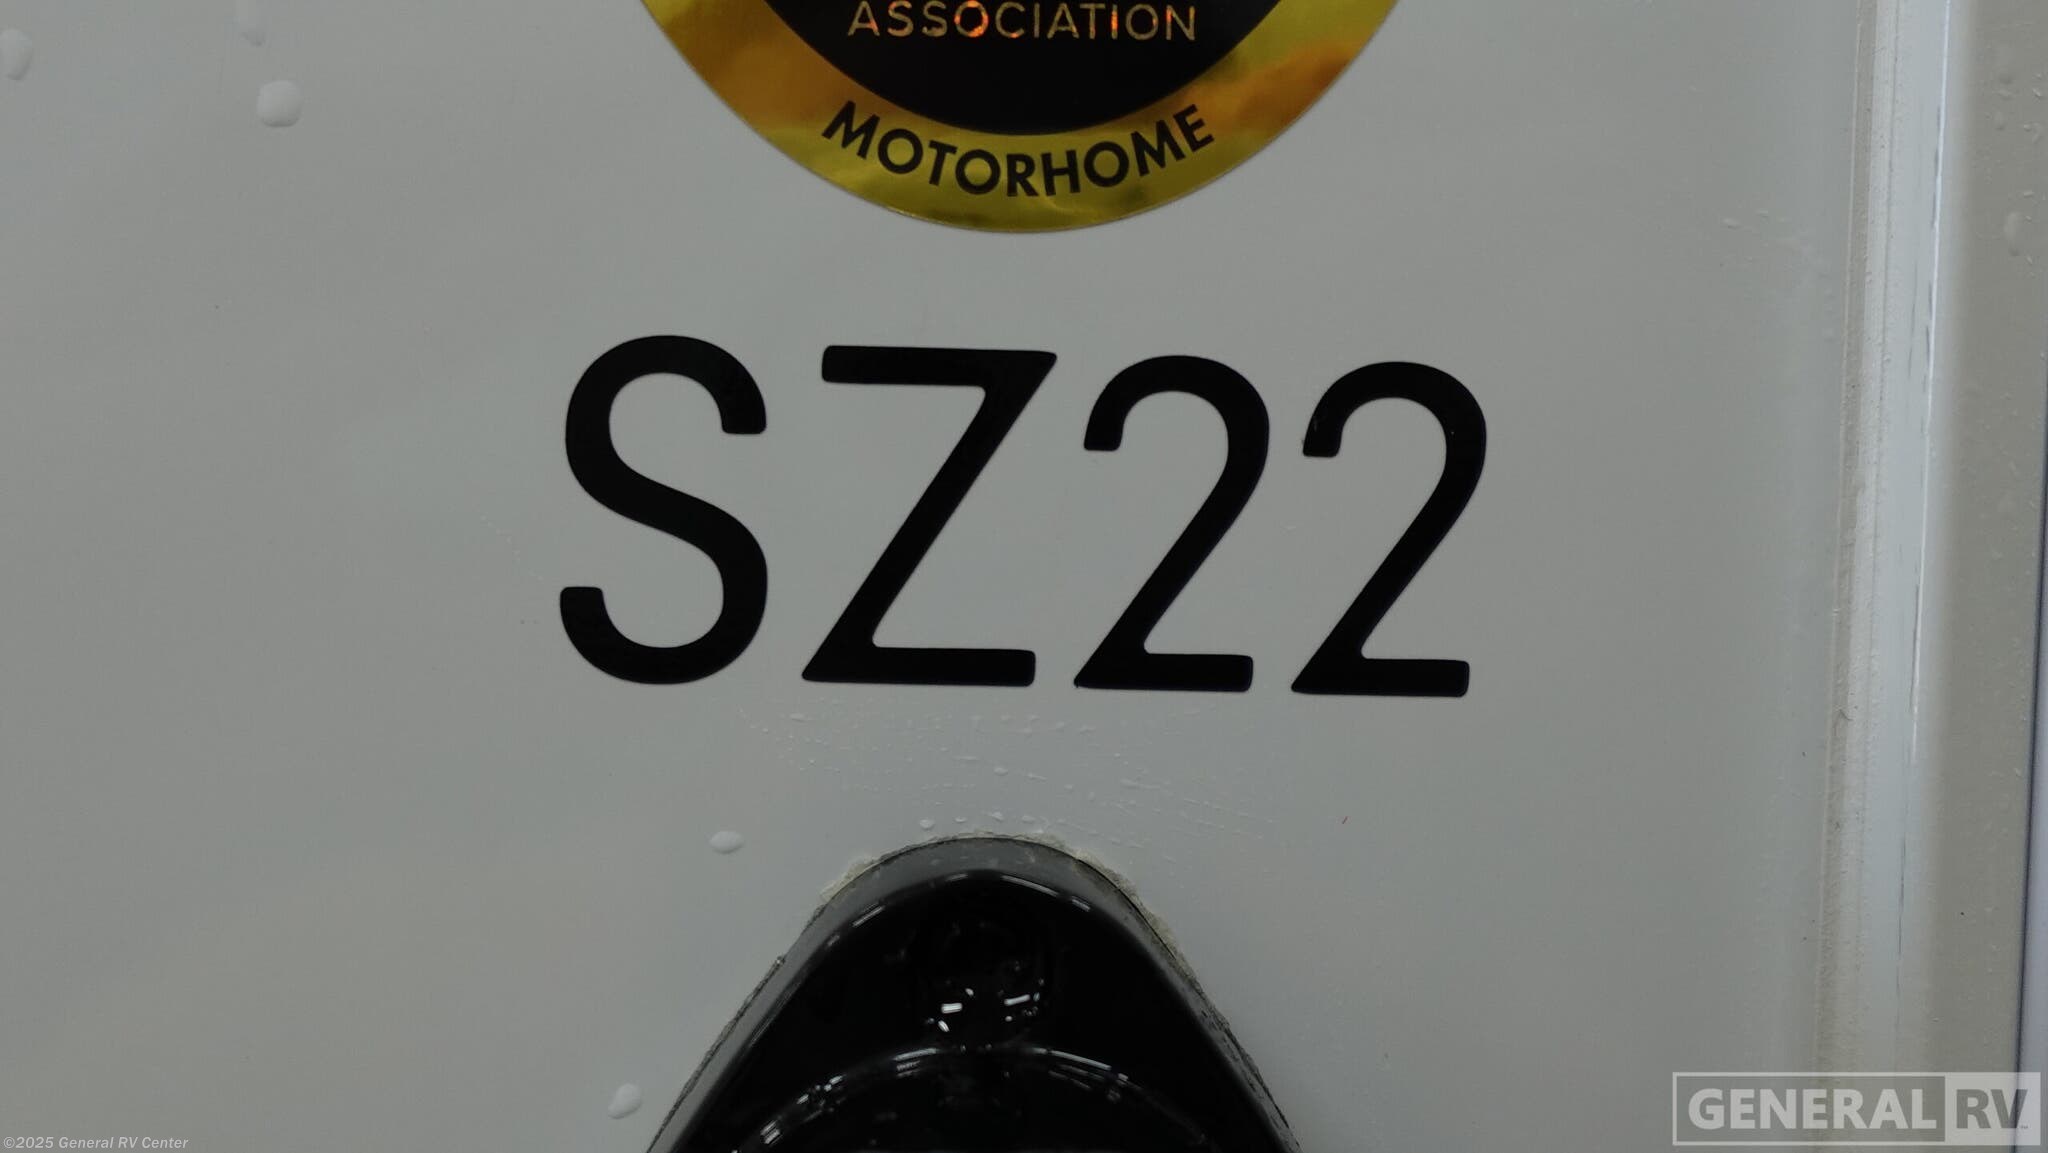 ASSOCIATION
MOTORHOME
SZ22
GENERAL RV
©2025 General RV Center